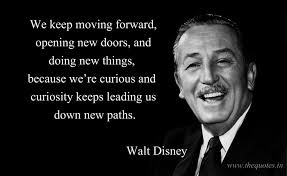 We keep moving forward,
opening new doors, and
doing new things,
because we're curious and
curiosity keeps leading us
down new paths.
Walt Disney
www.thequotes.in